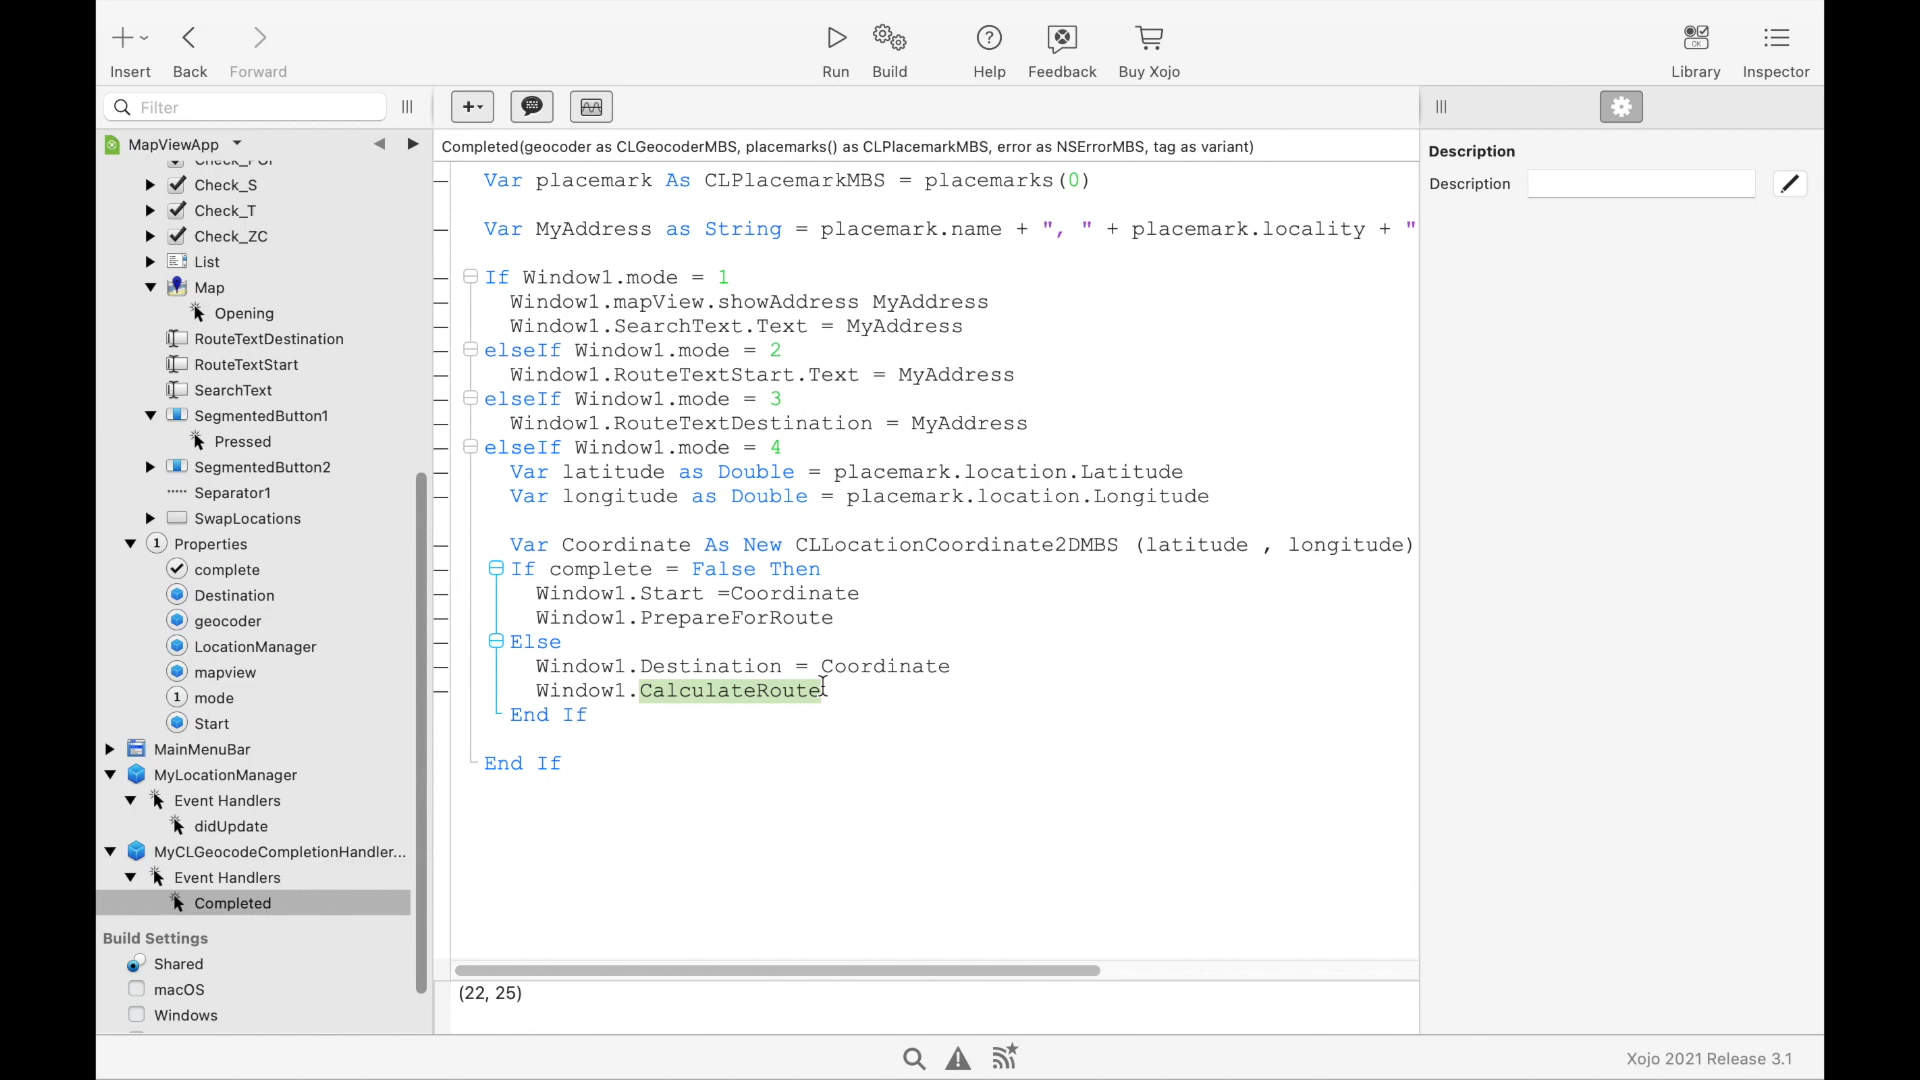 Insert Back Forward Run Build Help Feedback Buy Xojo Library Inspector
Filter
MapViewApp
Check_POI
Check_S
Check_T
Check_ZC
List
Map
Opening
RouteTextDestination
RouteTextStart
SearchText
SegmentedButton1
Pressed
SegmentedButton2
Separator1
SwapLocations
Properties
complete
Destination
geocoder
LocationManager
mapview
mode
Start
MainMenuBar
MyLocationManager
Event Handlers
didUpdate
MyCLGeocodeCompletionHandler...
Event Handlers
Completed
Build Settings
Shared
macOS
Windows
Completed(geocoder as CLGeocoderMBS, placemarks() as CLPlacemarkMBS, error as NSErrorMBS, tag as variant)
Var placemark As CLPlacemarkMBS = placemarks(0)
Var MyAddress as String = placemark.name + ", " + placemark.locality + "
If Window1.mode = 1
Window1.mapView.showAddress MyAddress
Window1.SearchText.Text = MyAddress
elseIf Window1.mode = 2
Window1.RouteTextStart.Text = MyAddress
elseIf Window1.mode = 3
Window1.RouteTextDestination = MyAddress
elseIf Window1.mode = 4
Var latitude as Double = placemark.location.Latitude
Var longitude as Double = placemark.location.Longitude
Var Coordinate As New CLLocationCoordinate2DMBS (latitude , longitude)
If complete = False Then
Window1.Start =Coordinate
Window1.PrepareForRoute
Else
Window1.Destination = Coordinate
Window1.CalculateRoute
End If
End If
(22, 25)
Description
Description
Xojo 2021 Release 3.1